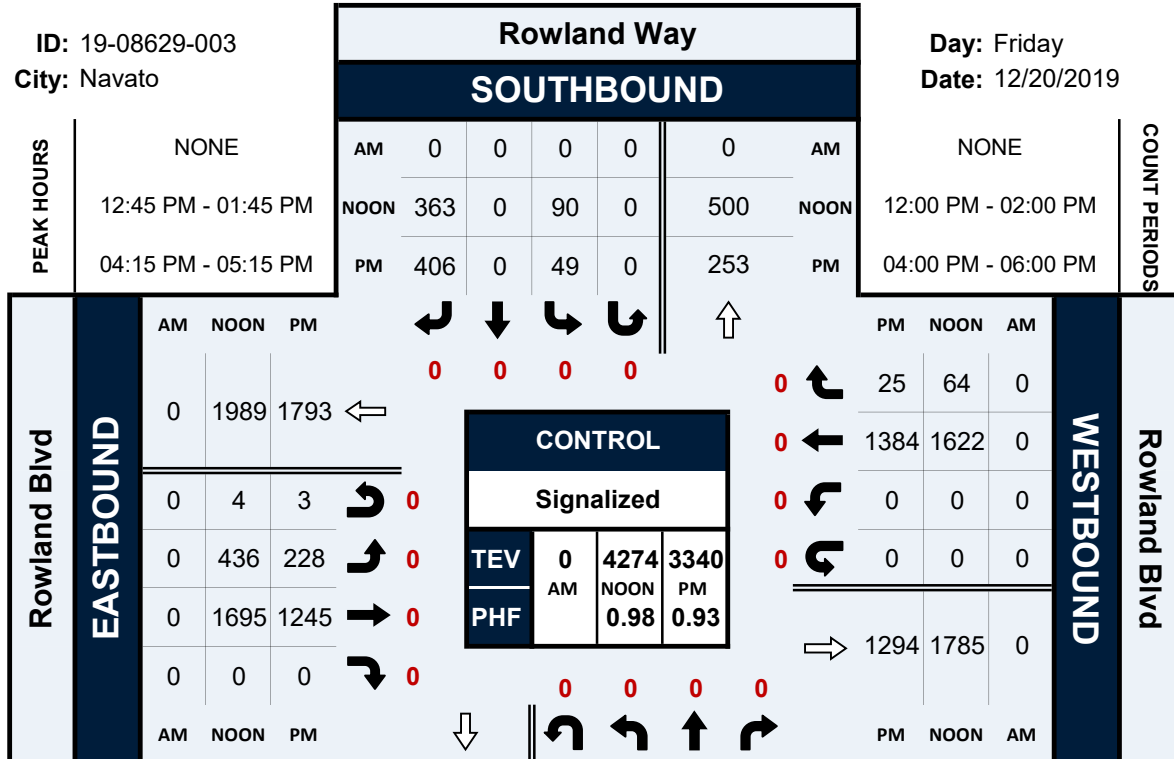 ID: 19-08629-003
City: Navato
Rowland Way
SOUTHBOUND
Day: Friday
Date: 12/20/2019
PEAK HOURS
NONE
12:45 PM - 01:45 PM
04:15 PM - 05:15 PM
AM 0 0 0 0 0 AM
NOON 363 0 90 0 500 NOON
PM 406 0 49 0 253 PM
NONE
12:00 PM - 02:00 PM
04:00 PM - 06:00 PM
COUNT PERIODS
0 0 0 0
Rowland Blvd
EASTBOUND
AM NOON PM
0 1989 1793
0 4 3 0
0 436 228 0
0 1695 1245 0
0 0 0 0
AM NOON PM
CONTROL
Signalized
TEV 0 4274 3340
AM NOON PM
PHF 0.98 0.93
PM NOON AM
0 25 64 0
0 1384 1622 0
0 0 0 0
0 0 0 0
1294 1785 0
PM NOON AM
WESTBOUND
Rowland Blvd
0 0 0 0